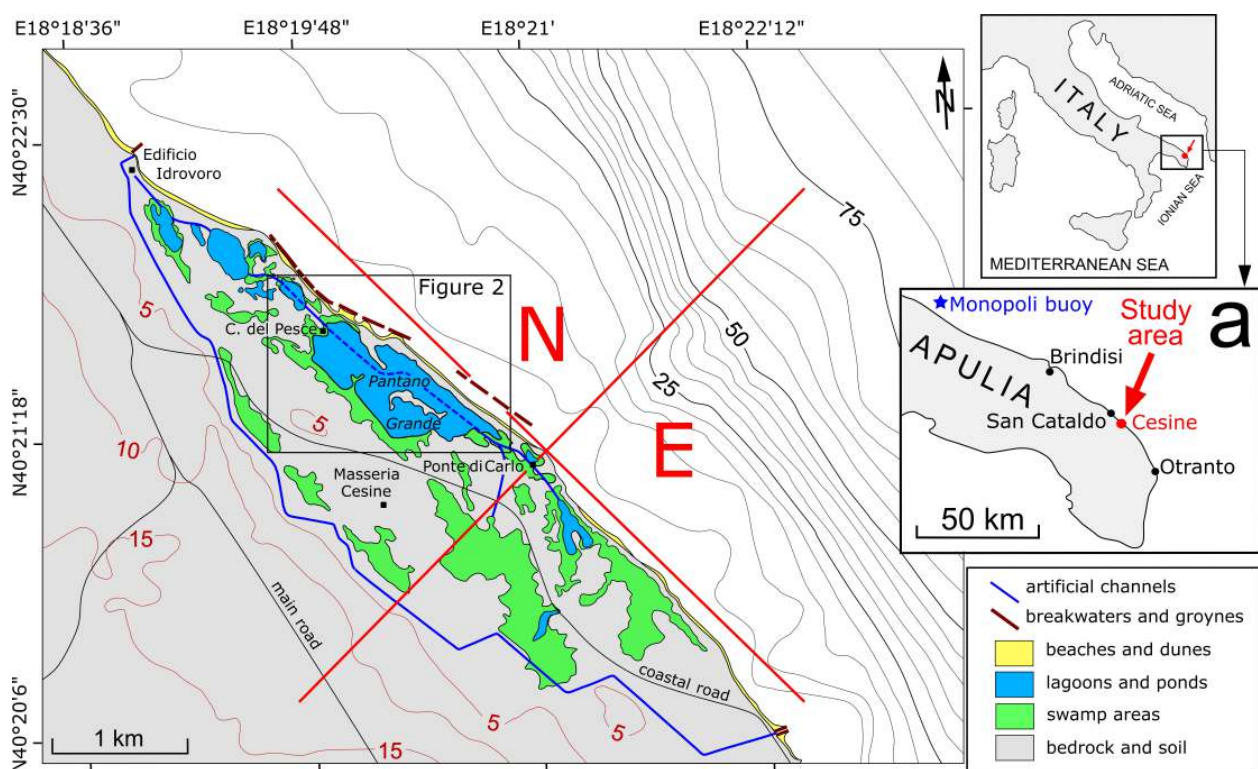 E18°18'36"
E18°19'48"
E18°21'
E18°22'12"
N40°22'30"
N40°21'18"
N40°20'6"
N
Edificio
Idrovoro
75
50
25
Figure 2
N
E
C. del Pesce
Pantano
Grande
Ponte di Carlo
Masseria
Cesine
5
5
10
15
15
5
5
5
main road
coastal road
1 km
ITALY
ADRIATIC SEA
IONIAN SEA
MEDITERRANEAN SEA
a
Monopoli buoy
Study
area
APULIA
Brindisi
San Cataldo
Cesine
Otranto
50 km
artificial channels
breakwaters and groynes
beaches and dunes
lagoons and ponds
swamp areas
bedrock and soil